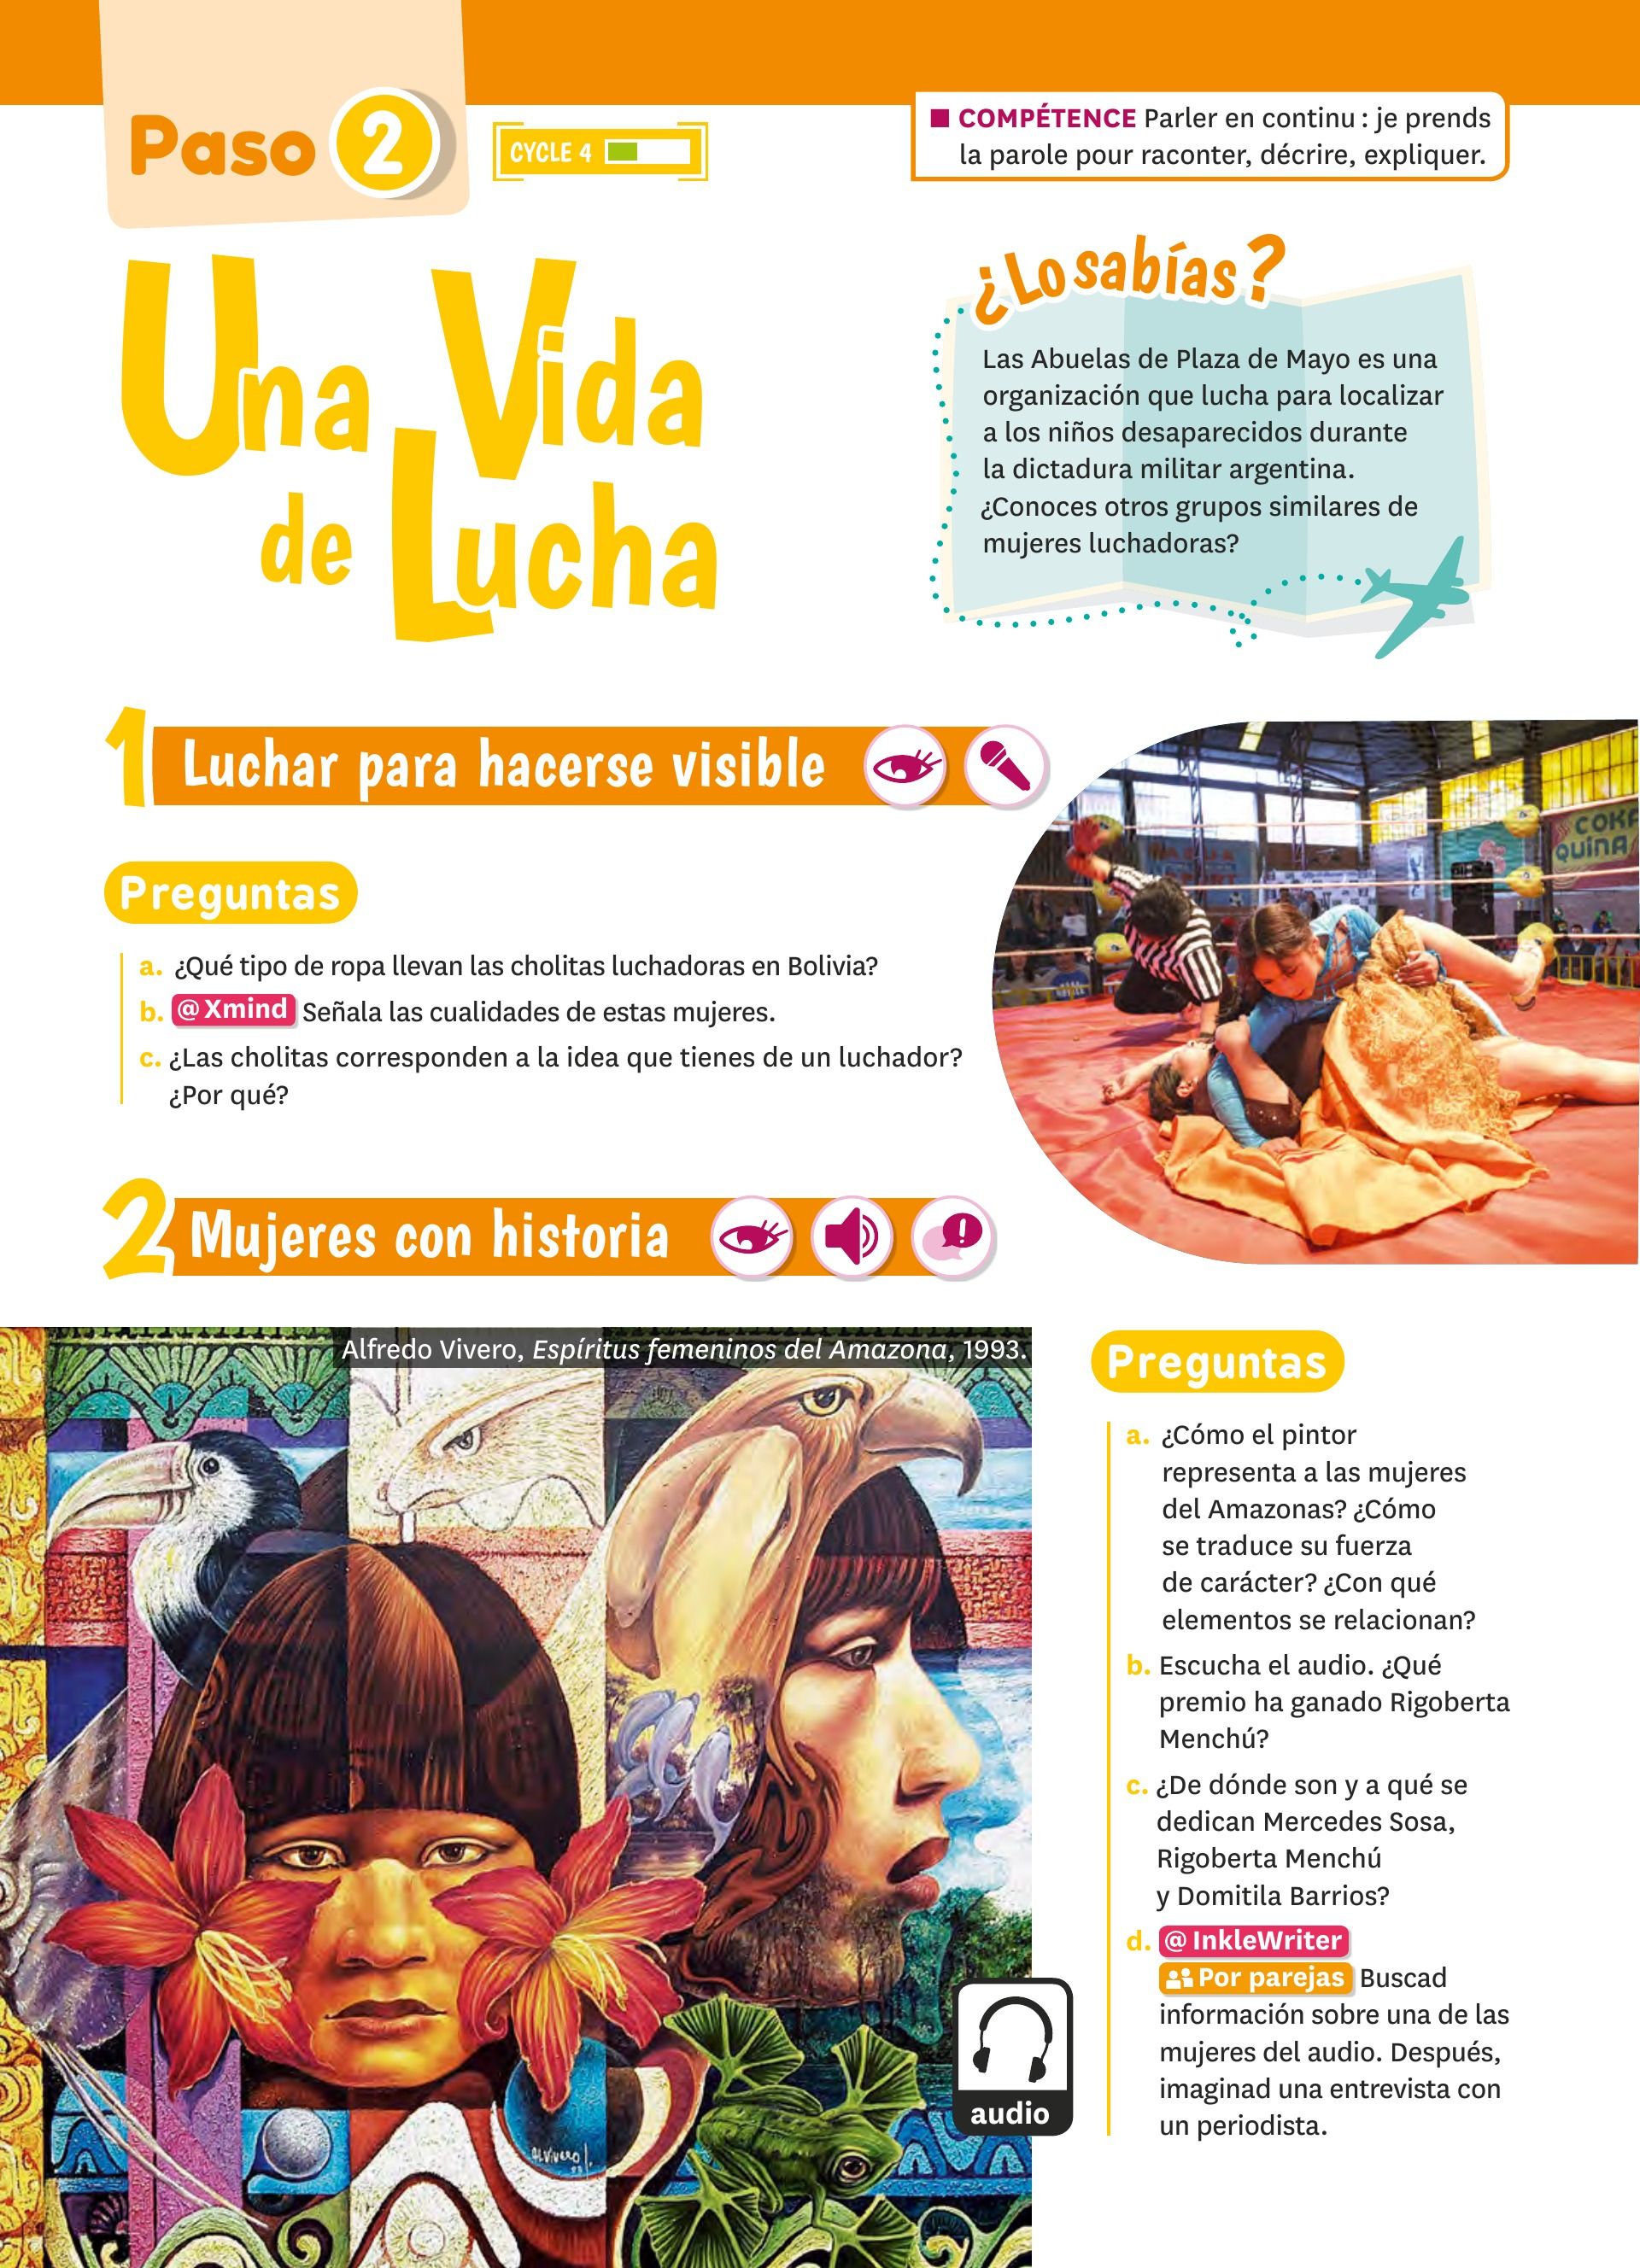 Paso 2
CYCLE 4
■ COMPÉTENCE Parler en continu : je prends
la parole pour raconter, décrire, expliquer.
Una Vida
de Lucha
¿Lo sabías?
Las Abuelas de Plaza de Mayo es una
organización que lucha para localizar
a los niños desaparecidos durante
la dictadura militar argentina.
¿Conoces otros grupos similares de
mujeres luchadoras?
1 Luchar para hacerse visible
Preguntas
a. ¿Qué tipo de ropa llevan las cholitas luchadoras en Bolivia?
b. @ Xmind Señala las cualidades de estas mujeres.
c. ¿Las cholitas corresponden a la idea que tienes de un luchador?
¿Por qué?
COKA
QUINA
2 Mujeres con historia
Alfredo Vivero, Espíritus femeninos del Amazona, 1993.
alvivero
audio
Preguntas
a. ¿Cómo el pintor
representa a las mujeres
del Amazonas? ¿Cómo
se traduce su fuerza
de carácter? ¿Con qué
elementos se relacionan?
b. Escucha el audio. ¿Qué
premio ha ganado Rigoberta
Menchú?
c. ¿De dónde son y a qué se
dedican Mercedes Sosa,
Rigoberta Menchú
y Domitila Barrios?
d. @ InkleWriter
Por parejas Buscad
información sobre una de las
mujeres del audio. Después,
imaginad una entrevista con
un periodista.